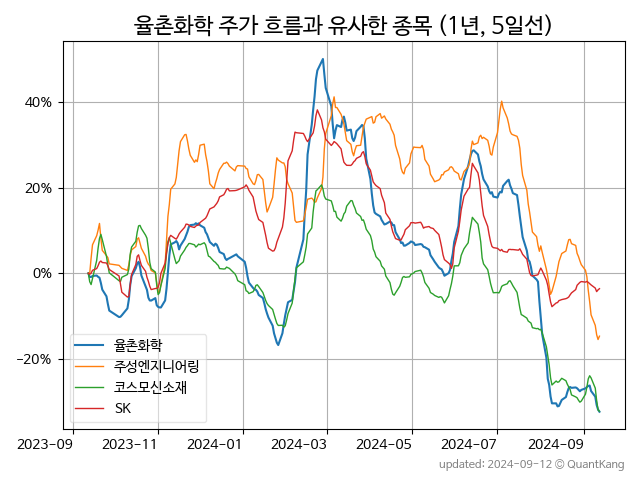 율촌화학 주가 흐름과 유사한 종목 (1년, 5일선)
40%
20%
0%
−20%
율촌화학
주성엔지니어링
코스모신소재
SK
2023-09 2023-11 2024-01 2024-03 2024-05 2024-07 2024-09
updated: 2024-09-12 © QuantKang